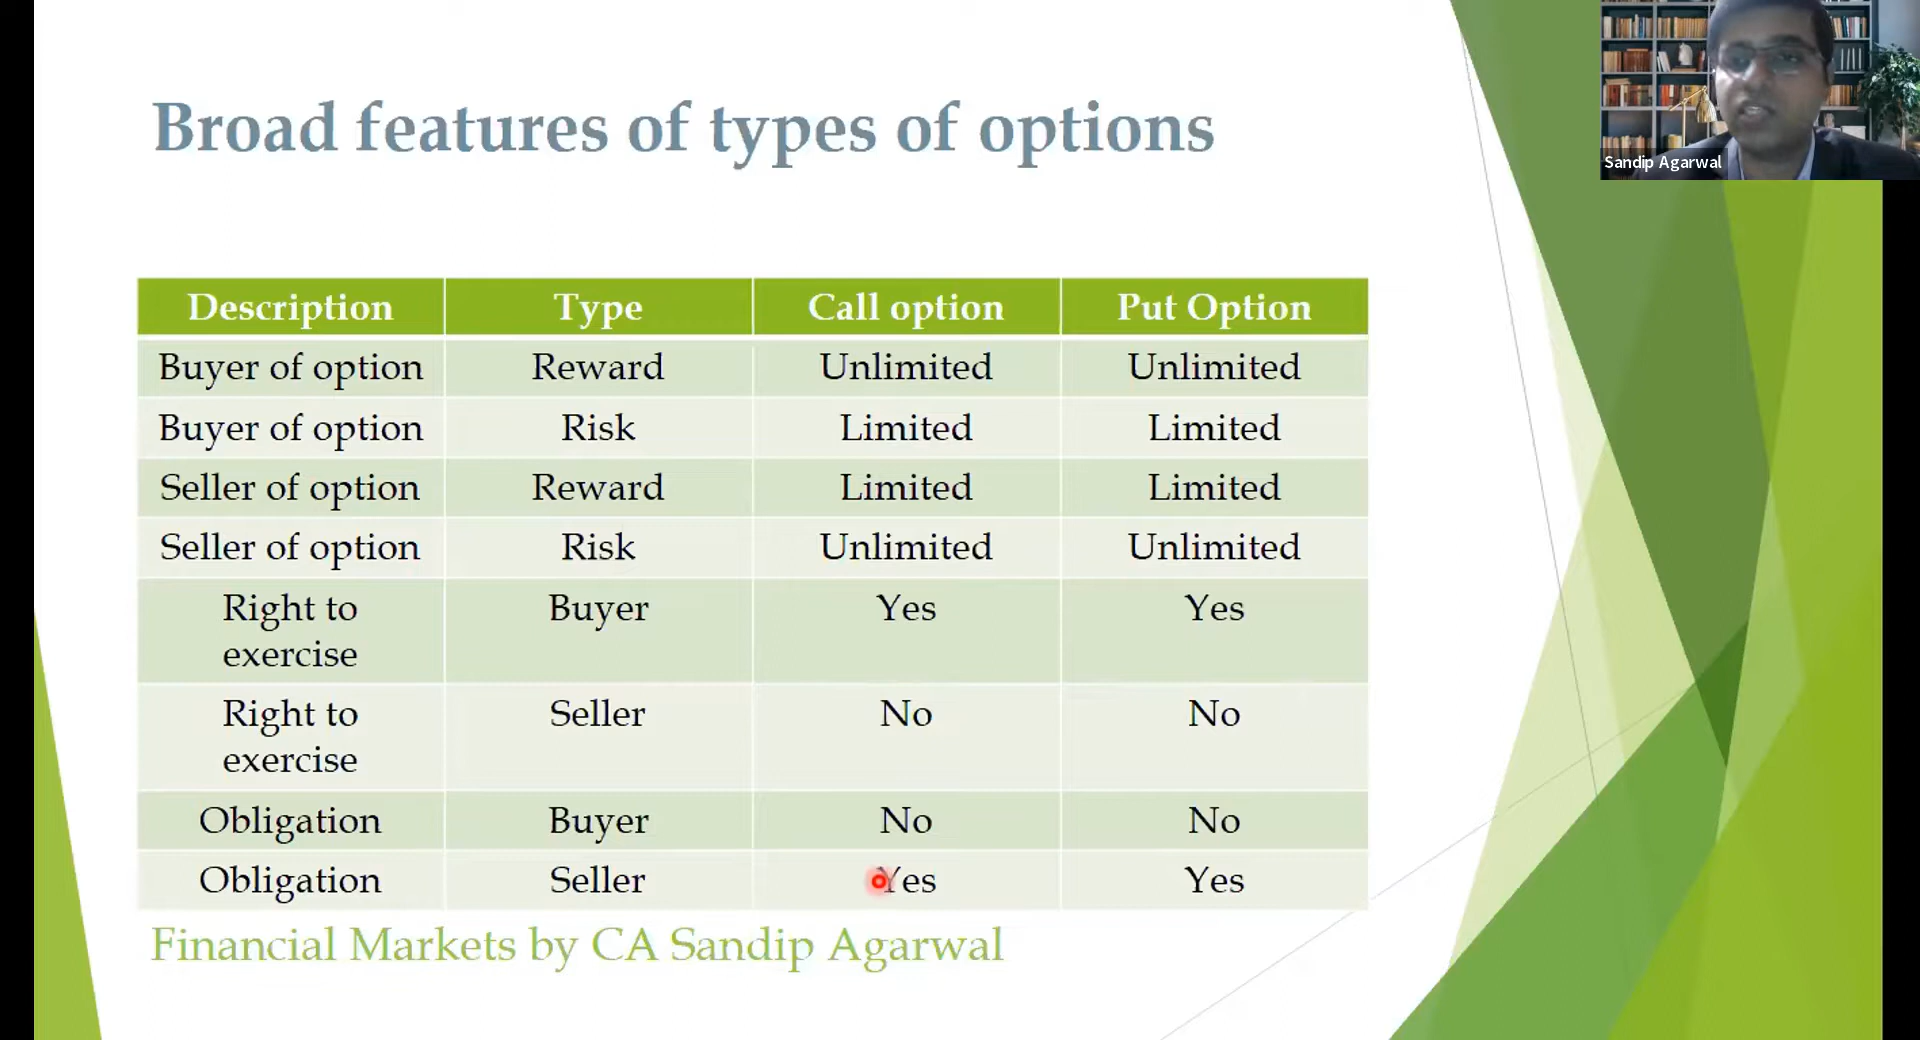 Broad features of types of options
Sandip Agarwal
Description Type Call option Put Option
Buyer of option Reward Unlimited Unlimited
Buyer of option Risk Limited Limited
Seller of option Reward Limited Limited
Seller of option Risk Unlimited Unlimited
Right to exercise Buyer Yes Yes
Right to exercise Seller No No
Obligation Buyer No No
Obligation Seller Yes Yes
Financial Markets by CA Sandip Agarwal